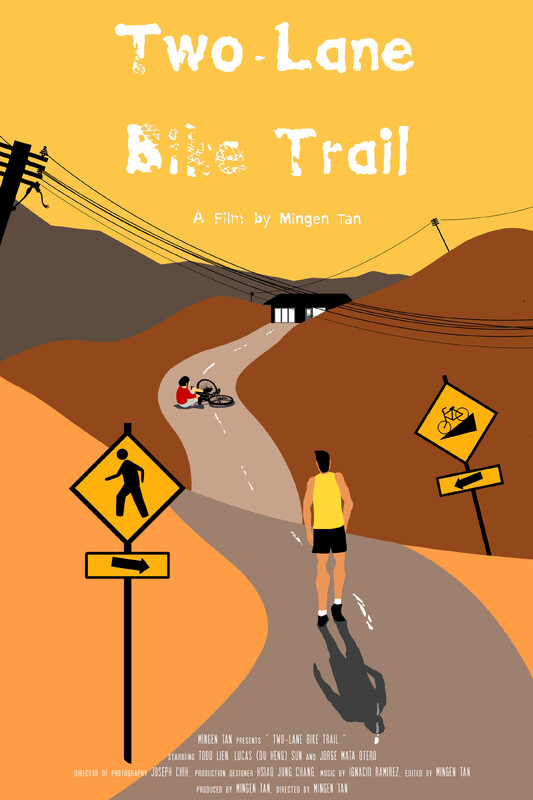 Two-Lane
Bike Trail
A Film by Mingen Tan
MINGEN TAN PRESENTS " TWO-LANE BIKE TRAIL "
STARRING TODD LIEN, LUCAS (OU HENG) SUN AND JORGE MATA OTERO
DIRECTOR OF PHOTOGRAPHY JOSEPH CHIH, PRODUCTION DESIGNER HSIAO JUNG CHANG, MUSIC BY IGNACIO RAMIREZ, EDITED BY MINGEN TAN
PRODUCED BY MINGEN TAN, DIRECTED BY MINGEN TAN